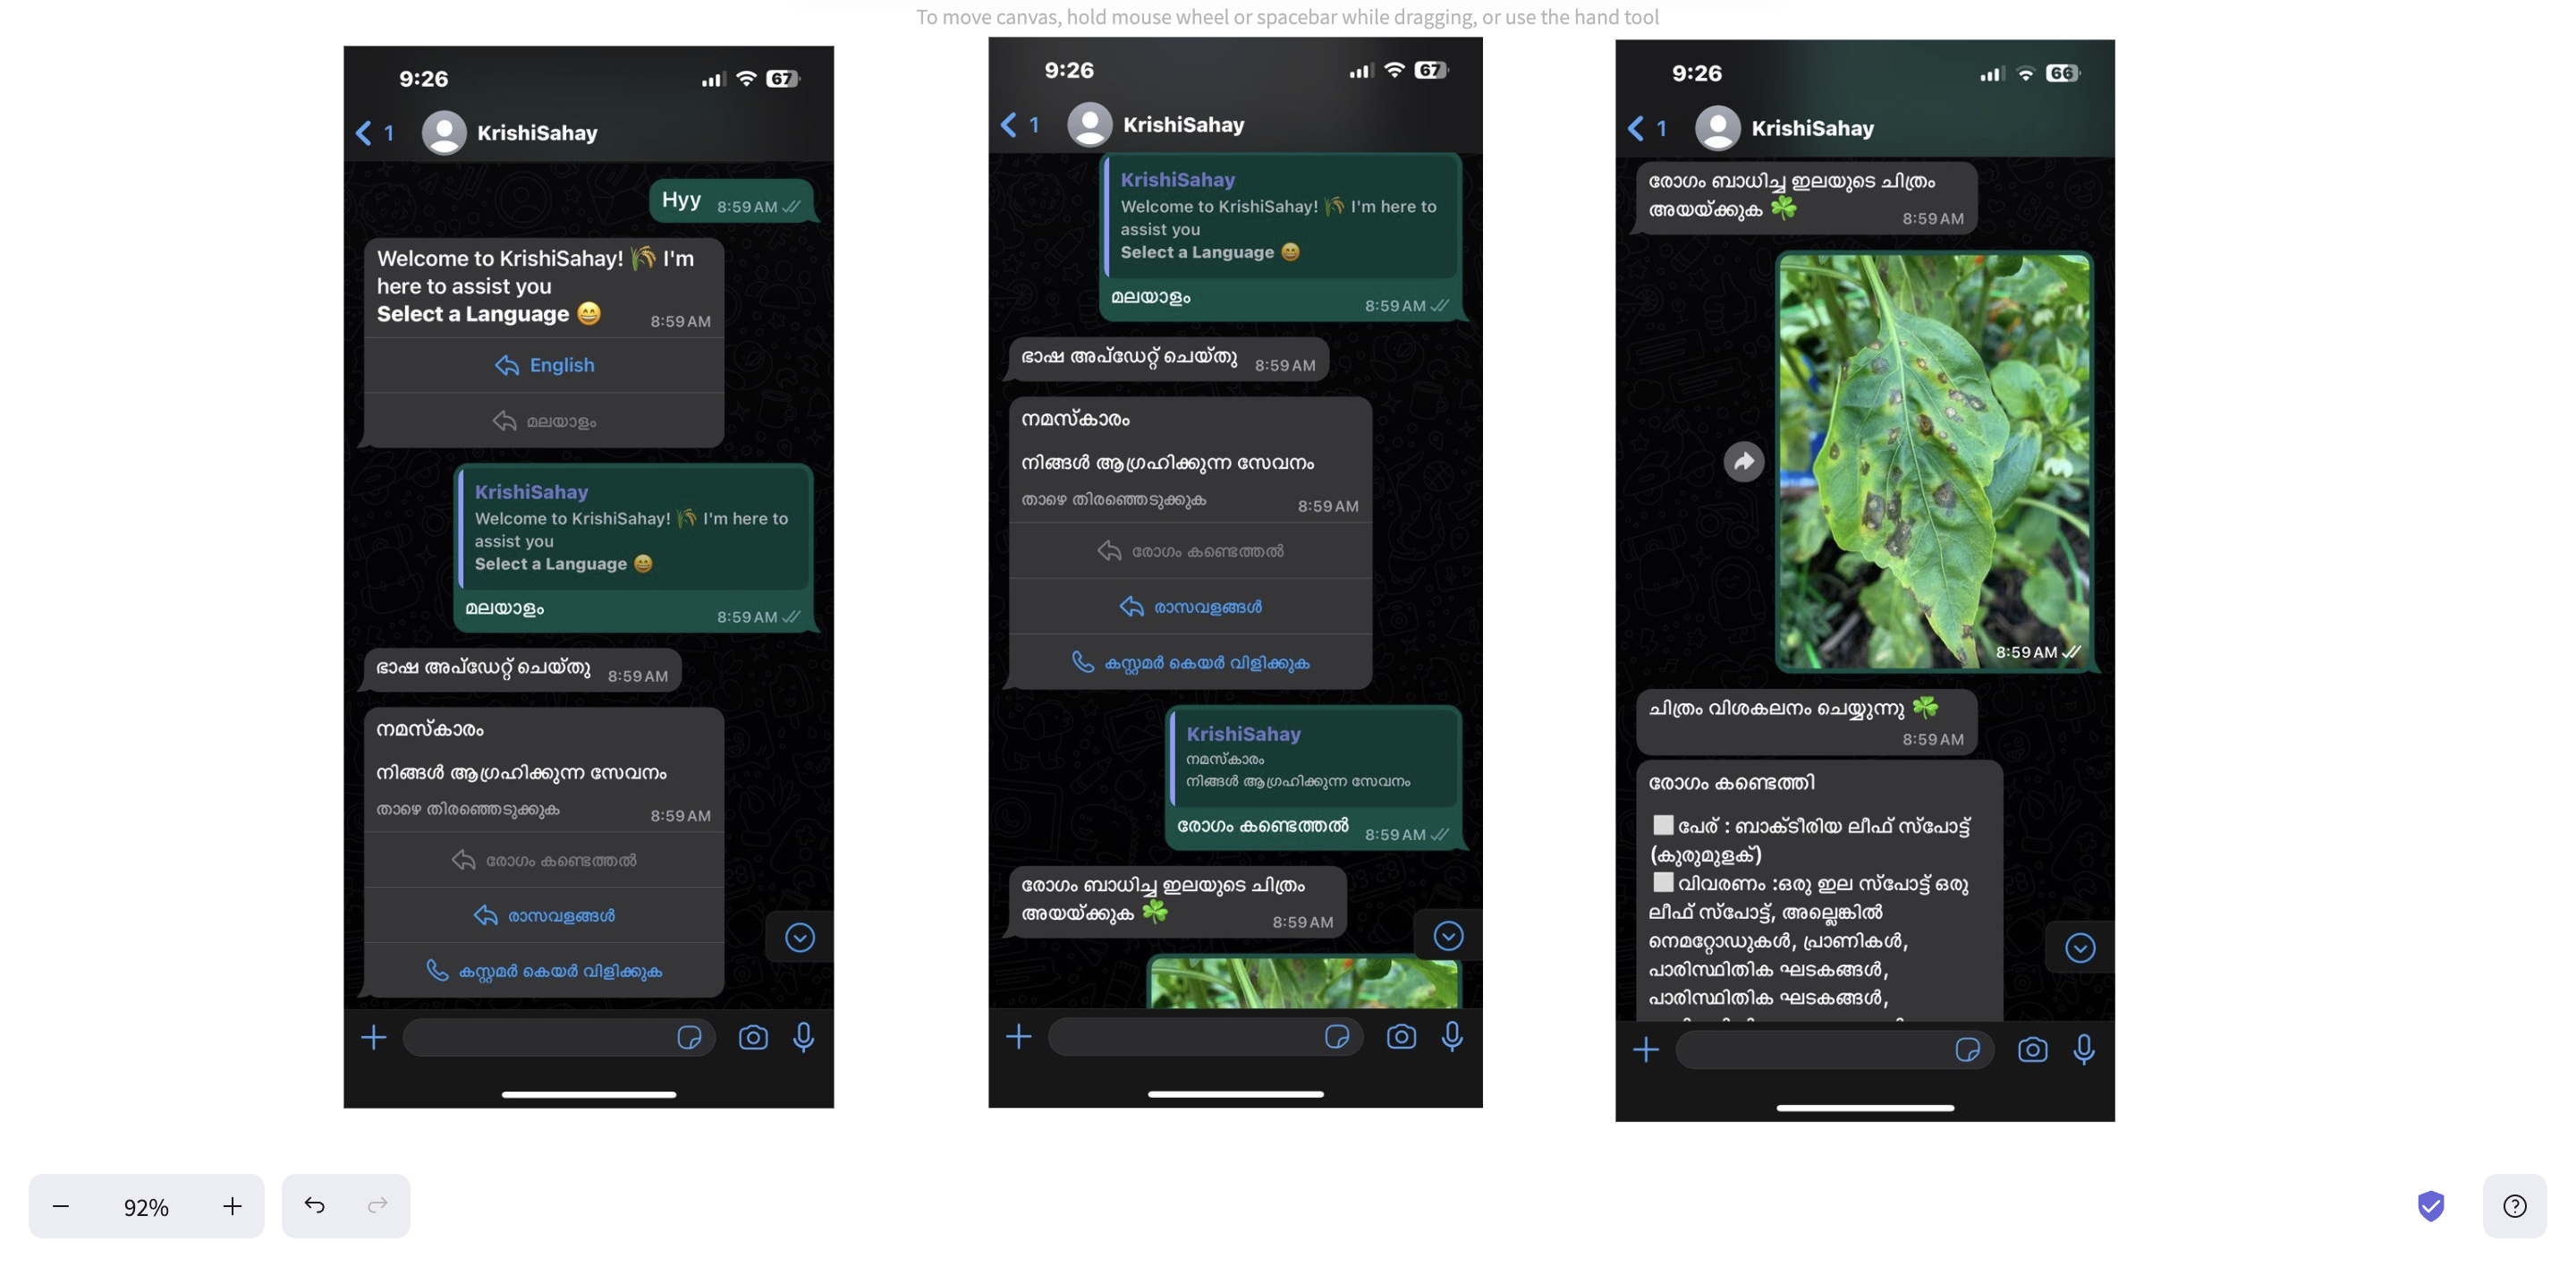 To move canvas, hold mouse wheel or spacebar while dragging, or use the hand tool
9:26
67
1
KrishiSahay
Hyy 8:59 AM
Welcome to KrishiSahay! 🌾 I'm
here to assist you
Select a Language 😄 8:59 AM
English
മലയാളം
KrishiSahay
Welcome to KrishiSahay! 🌾 I'm here to
assist you
Select a Language 😄
മലയാളം 8:59 AM
ഭാഷ അപ്ഡേറ്റ് ചെയ്തു 8:59 AM
നമസ്കാരം
നിങ്ങൾ ആഗ്രഹിക്കുന്ന സേവനം
താഴെ തിരഞ്ഞെടുക്കുക 8:59 AM
രോഗം കണ്ടെത്തൽ
രാസവളങ്ങൾ
കസ്റ്റമർ കെയർ വിളിക്കുക
9:26
67
1
KrishiSahay
KrishiSahay
Welcome to KrishiSahay! 🌾 I'm here to
assist you
Select a Language 😄
മലയാളം 8:59 AM
ഭാഷ അപ്ഡേറ്റ് ചെയ്തു 8:59 AM
നമസ്കാരം
നിങ്ങൾ ആഗ്രഹിക്കുന്ന സേവനം
താഴെ തിരഞ്ഞെടുക്കുക 8:59 AM
രോഗം കണ്ടെത്തൽ
രാസവളങ്ങൾ
കസ്റ്റമർ കെയർ വിളിക്കുക
KrishiSahay
നമസ്കാരം
നിങ്ങൾ ആഗ്രഹിക്കുന്ന സേവനം
രോഗം കണ്ടെത്തൽ 8:59 AM
രോഗം ബാധിച്ച ഇലയുടെ ചിത്രം
അയയ്ക്കുക ☘️ 8:59 AM
9:26
66
1
KrishiSahay
രോഗം ബാധിച്ച ഇലയുടെ ചിത്രം
അയയ്ക്കുക ☘️ 8:59 AM
8:59 AM
ചിത്രം വിശകലനം ചെയ്യുന്നു ☘️
8:59 AM
രോഗം കണ്ടെത്തി
പേര് : ബാക്ടീരിയ ലീഫ് സ്പോട്ട്
(കുരുമുളക്)
വിവരണം :ഒരു ഇല സ്പോട്ട് ഒരു
ലീഫ് സ്പോട്ട്, അല്ലെങ്കിൽ
നെമറ്റോഡുകൾ, പ്രാണികൾ,
പാരിസ്ഥിതിക ഘടകങ്ങൾ,
പാരിസ്ഥിതിക ഘടകങ്ങൾ,
92%